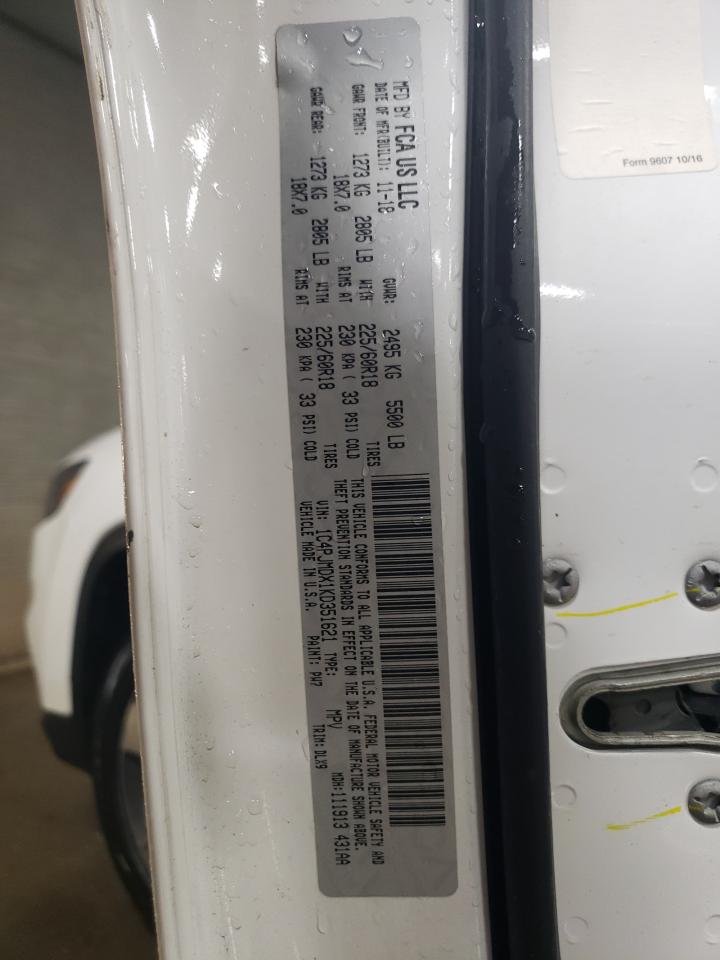 MFD BY FCA US LLC
DATE OF MFR(BUILT): 11-18 GVWR: 2495 KG 5500 LB
GAWR FRONT: 1273 KG 2805 LB WITH 225/60R18 TIRES
18X7.0 RIMS AT 230 KPA ( 33 PSI) COLD
GAWR REAR: 1273 KG 2805 LB WITH 225/60R18 TIRES
18X7.0 RIMS AT 230 KPA ( 33 PSI) COLD
THIS VEHICLE CONFORMS TO ALL APPLICABLE U.S.A. FEDERAL MOTOR VEHICLE SAFETY AND
THEFT PREVENTION STANDARDS IN EFFECT ON THE DATE OF MANUFACTURE SHOWN ABOVE.
VIN: 1C4PJMDX1KD351621 TYPE: MPV MDH:111913 431AA
VEHICLE MADE IN U.S.A. PAINT: PW7 TRIM: DLX9
Form 9607 10/16